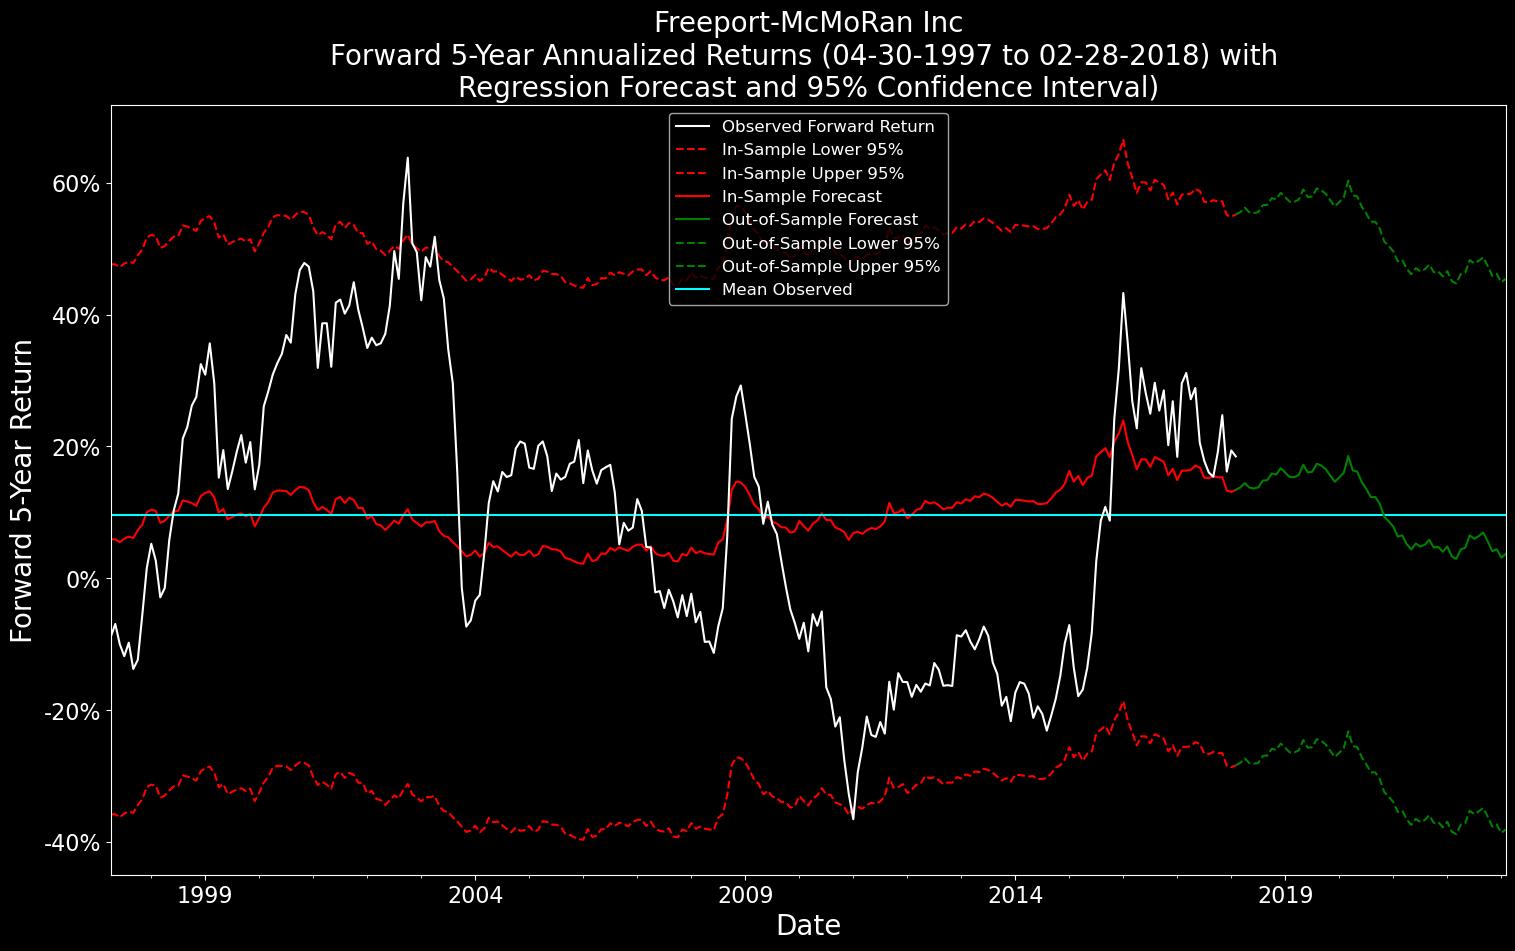 Freeport-McMoRan Inc
Forward 5-Year Annualized Returns (04-30-1997 to 02-28-2018) with
Regression Forecast and 95% Confidence Interval)
Observed Forward Return
In-Sample Lower 95%
In-Sample Upper 95%
In-Sample Forecast
Out-of-Sample Forecast
Out-of-Sample Lower 95%
Out-of-Sample Upper 95%
Mean Observed
Forward 5-Year Return
60%
40%
20%
0%
-20%
-40%
1999
2004
2009
2014
2019
Date